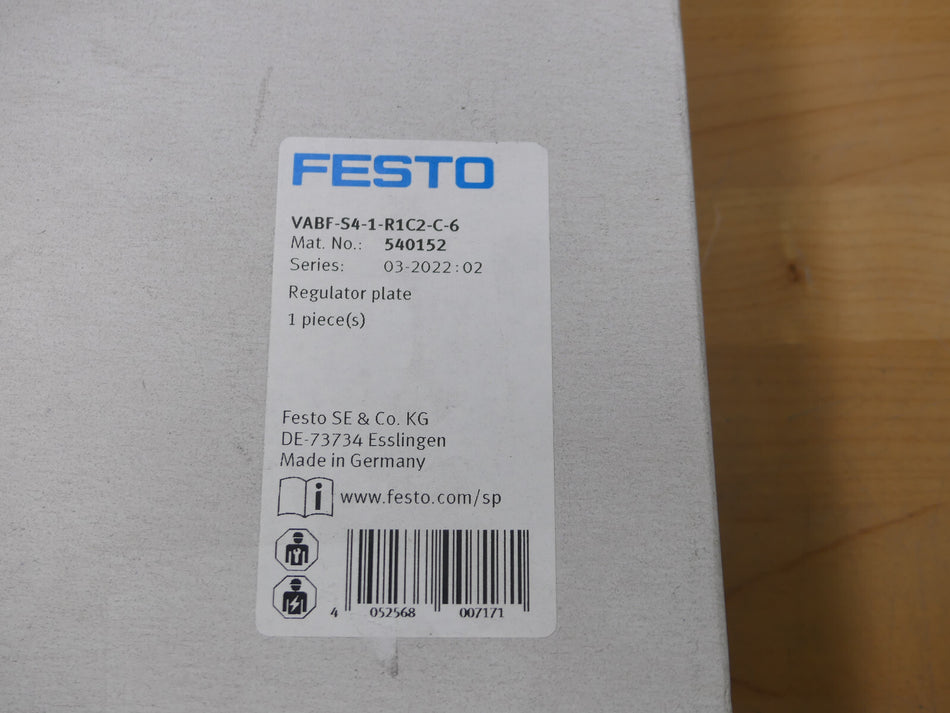 FESTO
VABF-S4-1-R1C2-C-6
Mat. No.: 540152
Series: 03-2022:02
Regulator plate
1 piece(s)
Festo SE & Co. KG
DE-73734 Esslingen
Made in Germany
i www.festo.com/sp
4 052568 007171